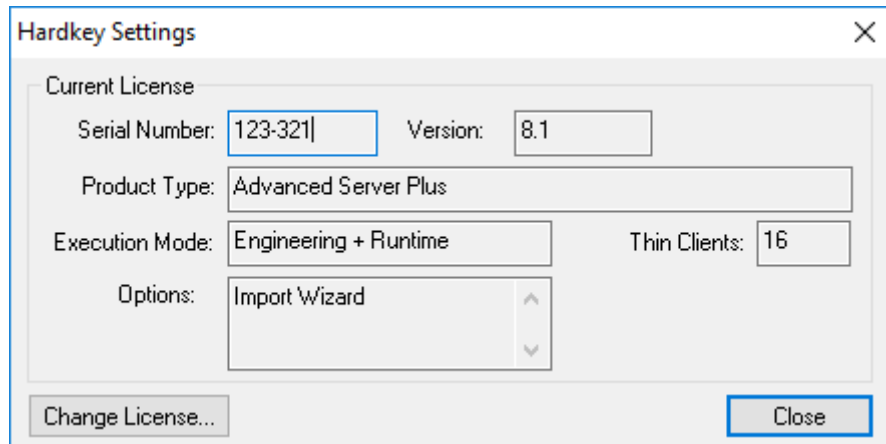 Hardkey Settings
Current License
Serial Number: 123-321 Version: 8.1
Product Type: Advanced Server Plus
Execution Mode: Engineering + Runtime Thin Clients: 16
Options: Import Wizard
Change License... Close